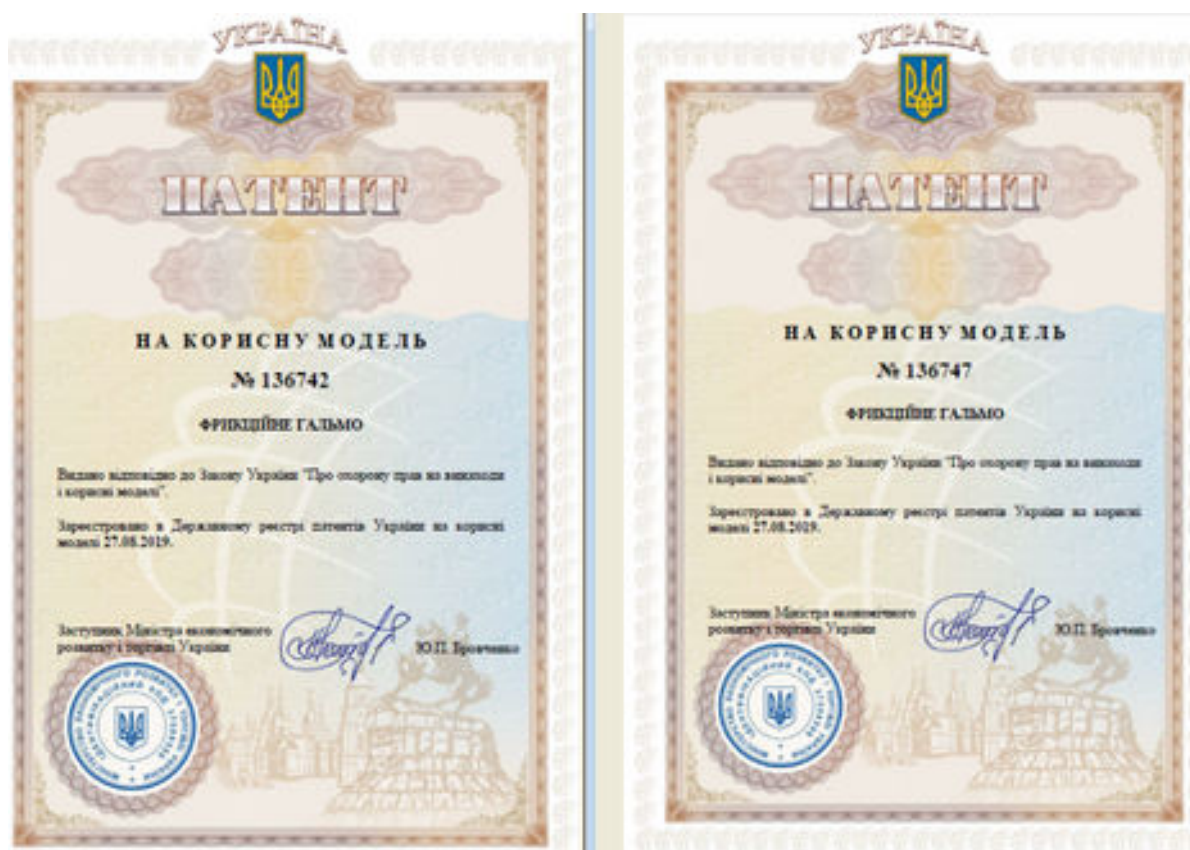 УКРАЇНА
ПАТЕНТ
НА КОРИСНУ МОДЕЛЬ
№ 136742
ФРИКЦІЙНЕ ГАЛЬМО
Видано відповідно до Закону України "Про охорону прав на винаходи
і корисні моделі".
Зареєстровано в Державному реєстрі патентів України на корисні
моделі 27.08.2019.
Заступник Міністра економічного
розвитку і торгівлі України
Ю.П. Бровченко
УКРАЇНА
ПАТЕНТ
НА КОРИСНУ МОДЕЛЬ
№ 136747
ФРИКЦІЙНЕ ГАЛЬМО
Видано відповідно до Закону України "Про охорону прав на винаходи
і корисні моделі".
Зареєстровано в Державному реєстрі патентів України на корисні
моделі 27.08.2019.
Заступник Міністра економічного
розвитку і торгівлі України
Ю.П. Бровченко